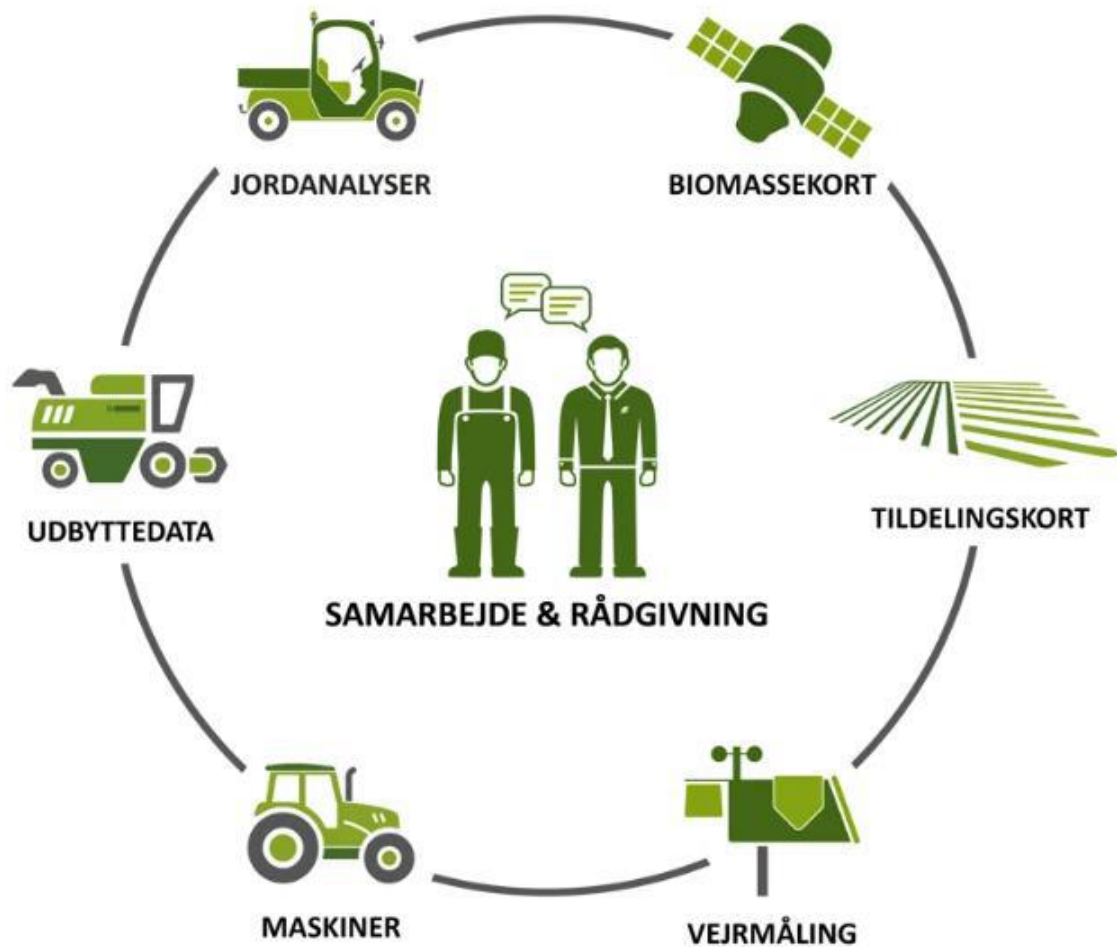 JORDANALYSER
BIOMASSEKORT
UDBYTTEDATA
TILDELINGSKORT
SAMARBEJDE & RÅDGIVNING
MASKINER
VEJRMÅLING